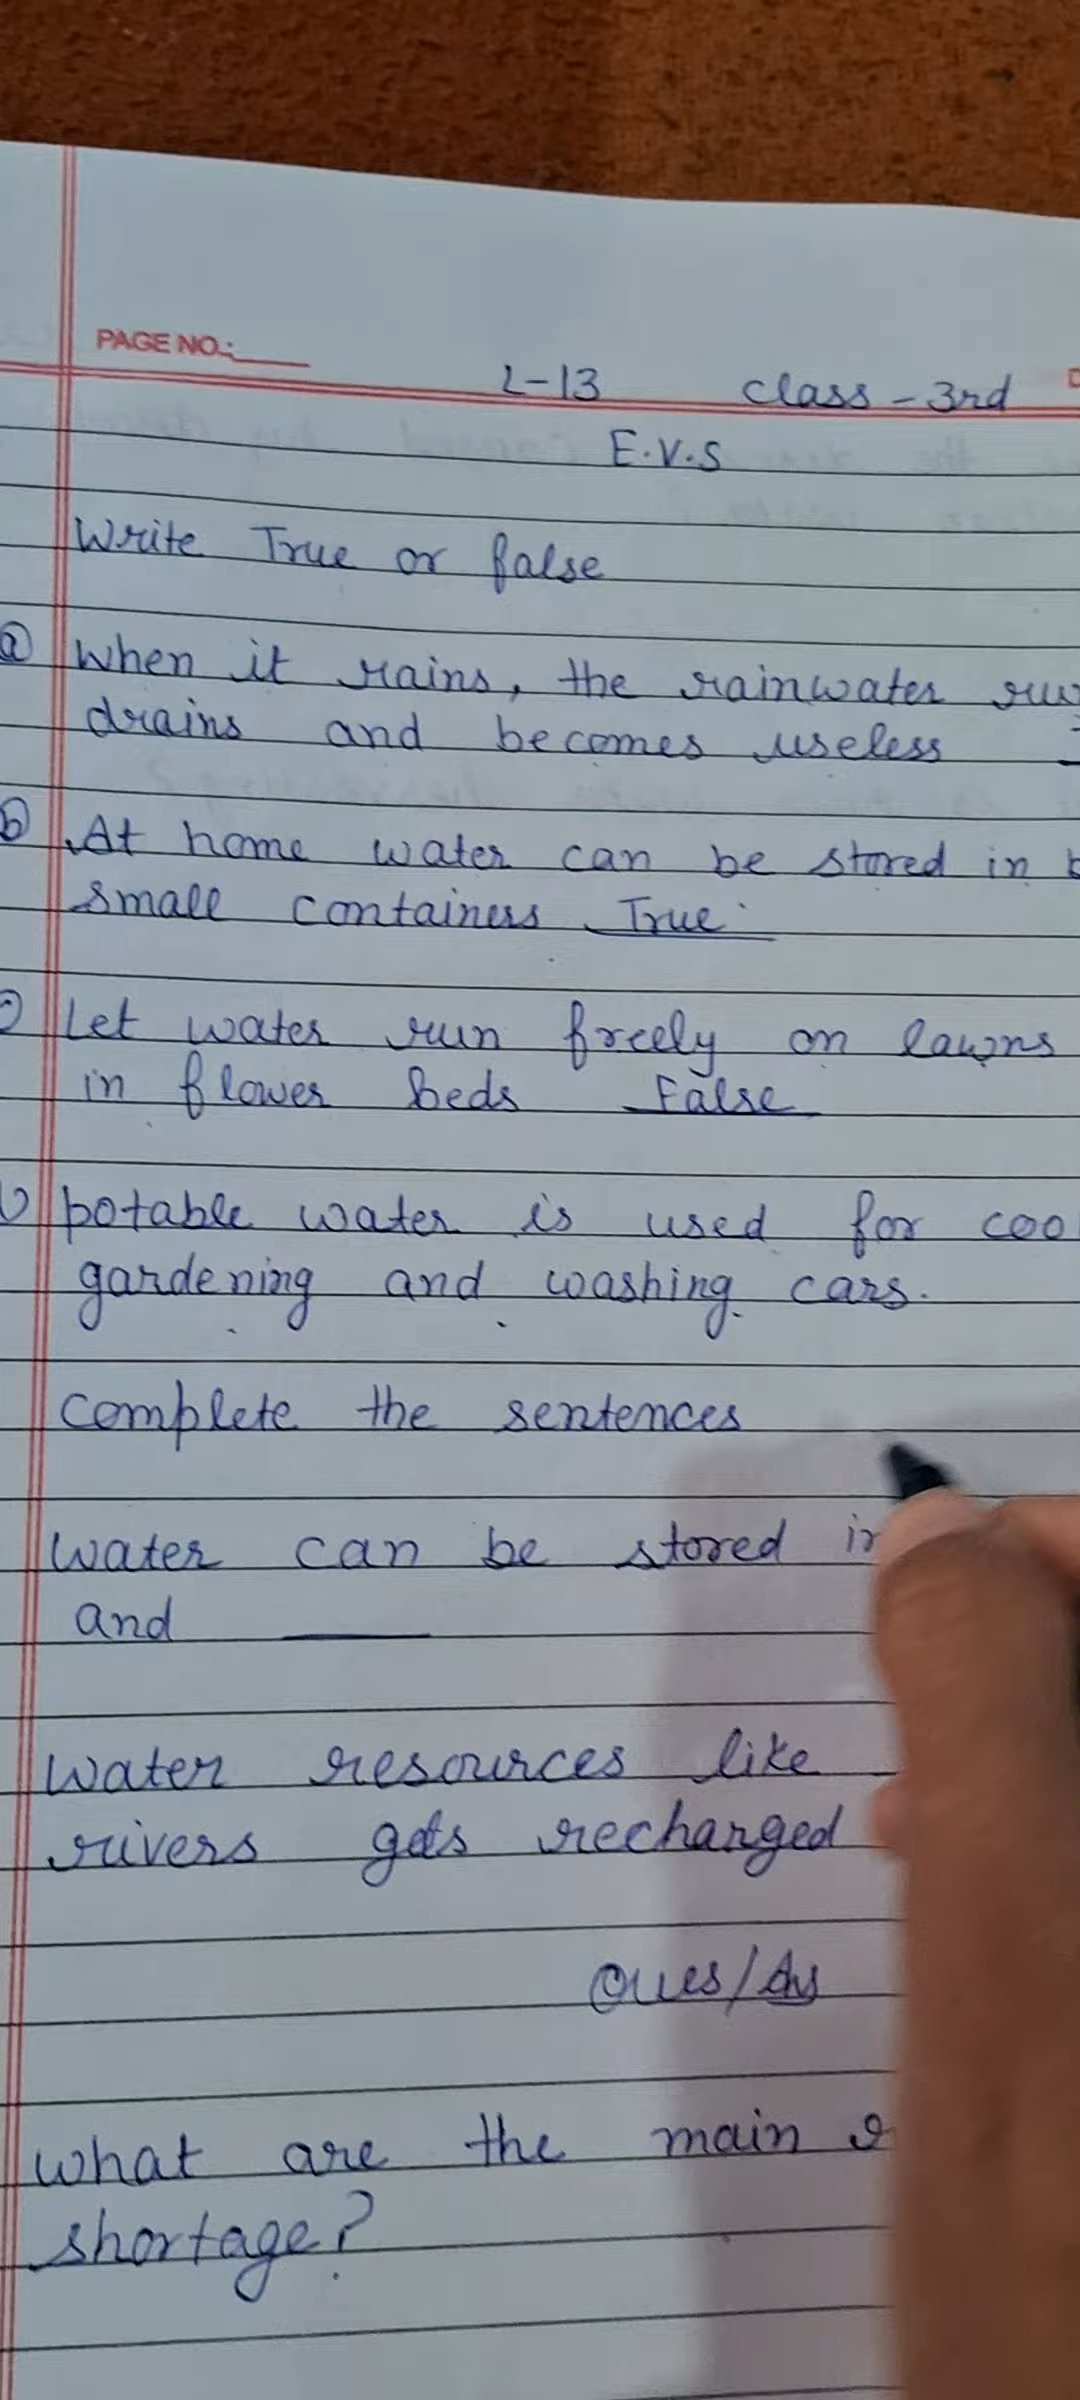 PAGE NO.:
L-13 class - 3rd
E.V.S
Write True or false
a When it rains, the rainwater
drains and becomes useless
b At home water can be stored in
small containers True
Let water run freely on lawns
in flower beds False
potable water is used for
gardening and washing cars.
complete the sentences
water can be stored
and
water resources like
rivers gets recharged
Ques/Ans
what are the main
shortage?